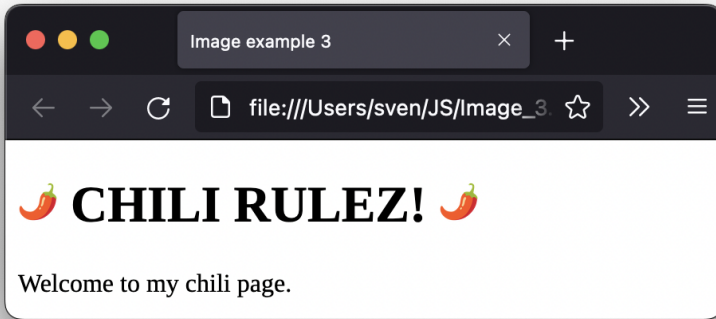 Image example 3
file:///Users/sven/JS/Image_3.
🌶️ CHILI RULEZ! 🌶️
Welcome to my chili page.